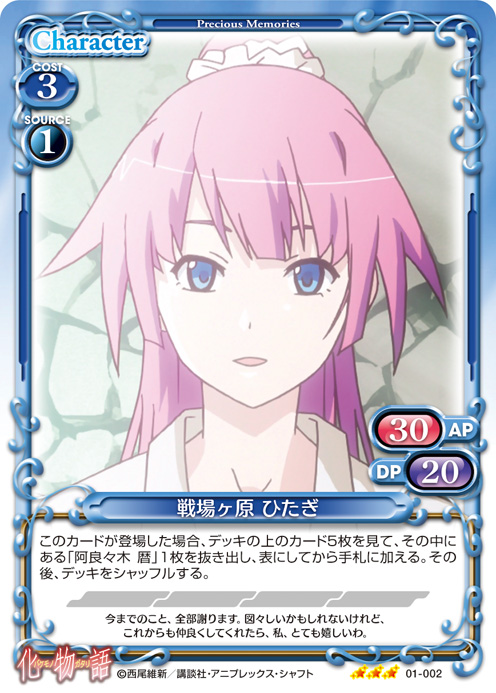 Precious Memories
Character
COST
3
SOURCE
1
30 AP
DP 20
戦場ヶ原 ひたぎ
このカードが登場した場合、デッキの上のカード5枚を見て、その中に
ある「阿良々木 暦」1枚を抜き出し、表にしてから手札に加える。その
後、デッキをシャッフルする。
今までのこと、全部謝ります。図々しいかもしれないけれど、
これからも仲良くしてくれたら、私、とても嬉しいわ。
化物語
バケモノガタリ
©西尾維新／講談社・アニプレックス・シャフト
01-002